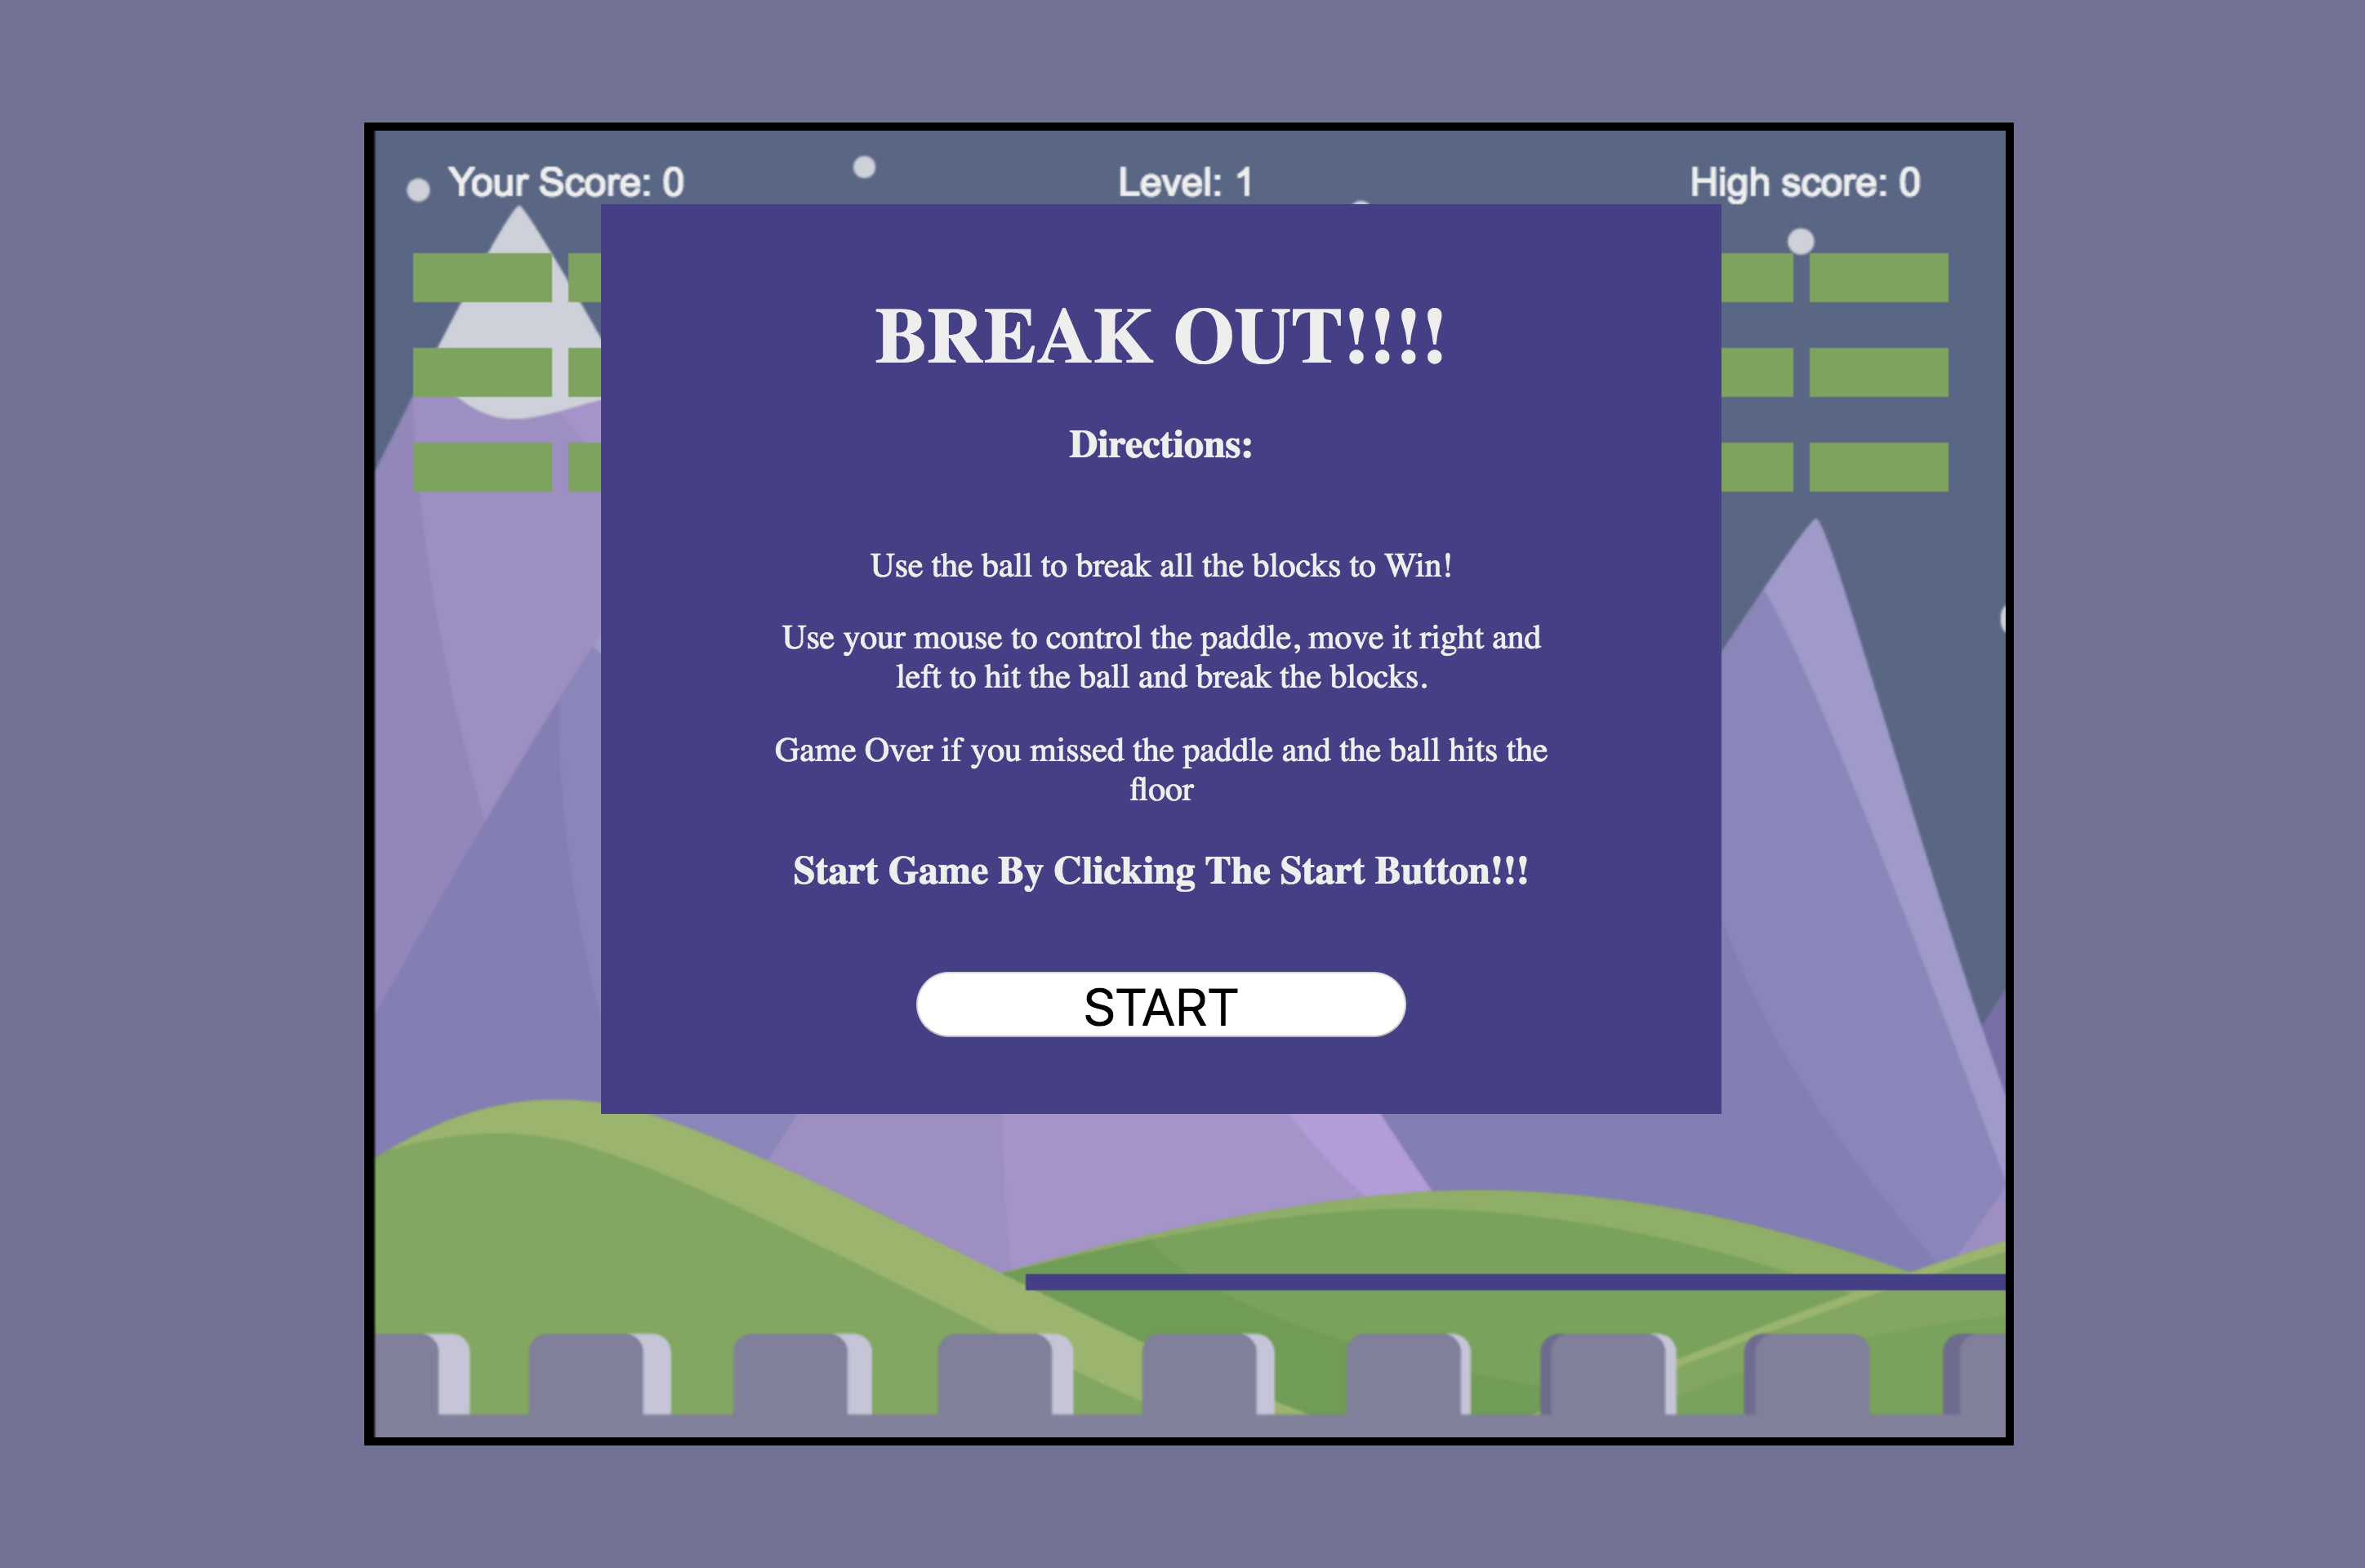 Your Score: 0
Level: 1
High score: 0
BREAK OUT!!!!
Directions:
Use the ball to break all the blocks to Win!
Use your mouse to control the paddle, move it right and
left to hit the ball and break the blocks.
Game Over if you missed the paddle and the ball hits the
floor
Start Game By Clicking The Start Button!!!
START